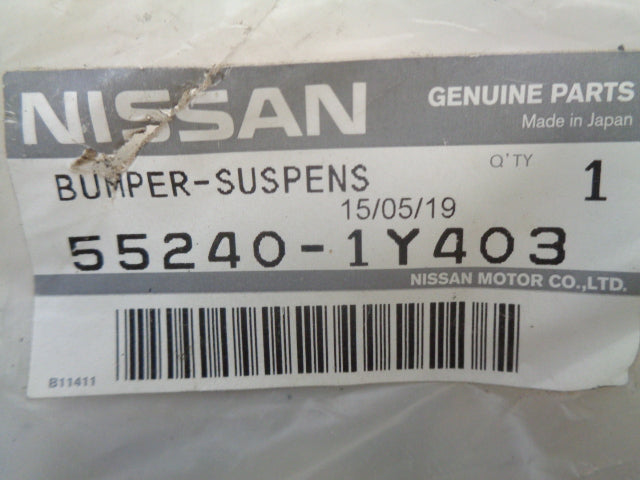 NISSAN
GENUINE PARTS
Made in Japan
BUMPER-SUSPENS
Q'TY 1
15/05/19
55240-1Y403
NISSAN MOTOR CO.,LTD.
B11411